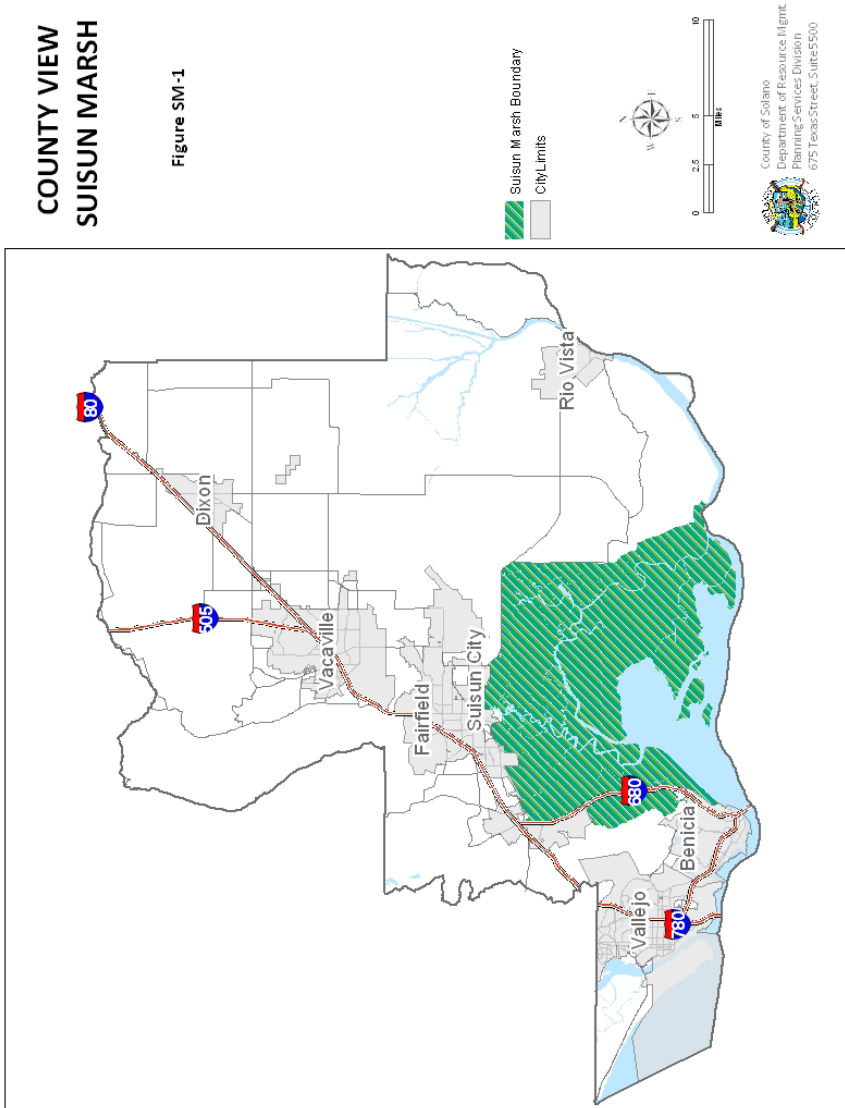 COUNTY VIEW
SUISUN MARSH
Figure SM-1
80
Dixon
505
Vacaville
Fairfield
Suisun City
Rio Vista
680
Benicia
Vallejo
780
Suisun Marsh Boundary
City Limits
N
W E
S
0 2.5 5 10
Miles
County of Solano
Department of Resource Mgmt
Planning Services Division
675 Texas Street, Suite 5500